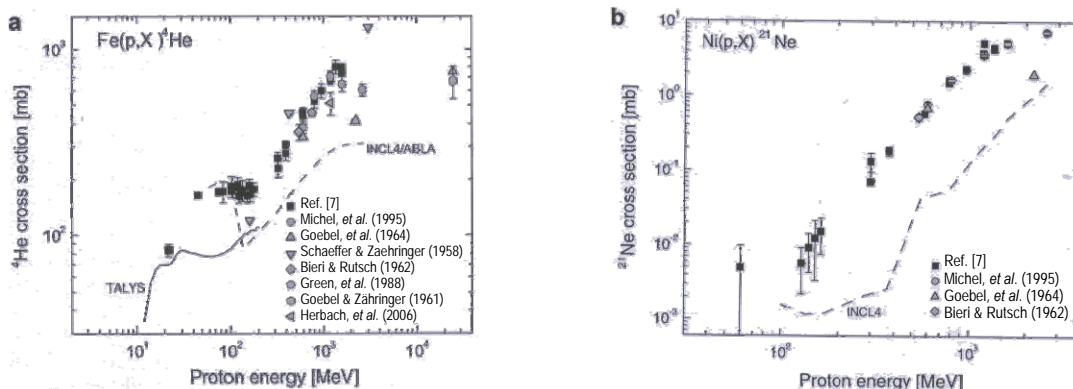 a
Fe(p,X)⁴He
10³
10²
⁴He cross section [mb]
TALYS
INCL4/ABLA
Ref. [7]
Michel, et al. (1995)
Goebel, et al. (1964)
Schaeffer & Zaehringer (1958)
Bieri & Rutsch (1962)
Green, et al. (1988)
Goebel & Zähringer (1961)
Herbach, et al. (2006)
10¹ 10² 10³ 10⁴
Proton energy [MeV]
b
Ni(p,X)²¹Ne
10¹
10⁰
10⁻¹
10⁻²
10⁻³
²¹Ne cross section [mb]
INCL4
Ref. [7]
Michel, et al. (1995)
Goebel, et al. (1964)
Bieri & Rutsch (1962)
10² 10³
Proton energy [MeV]